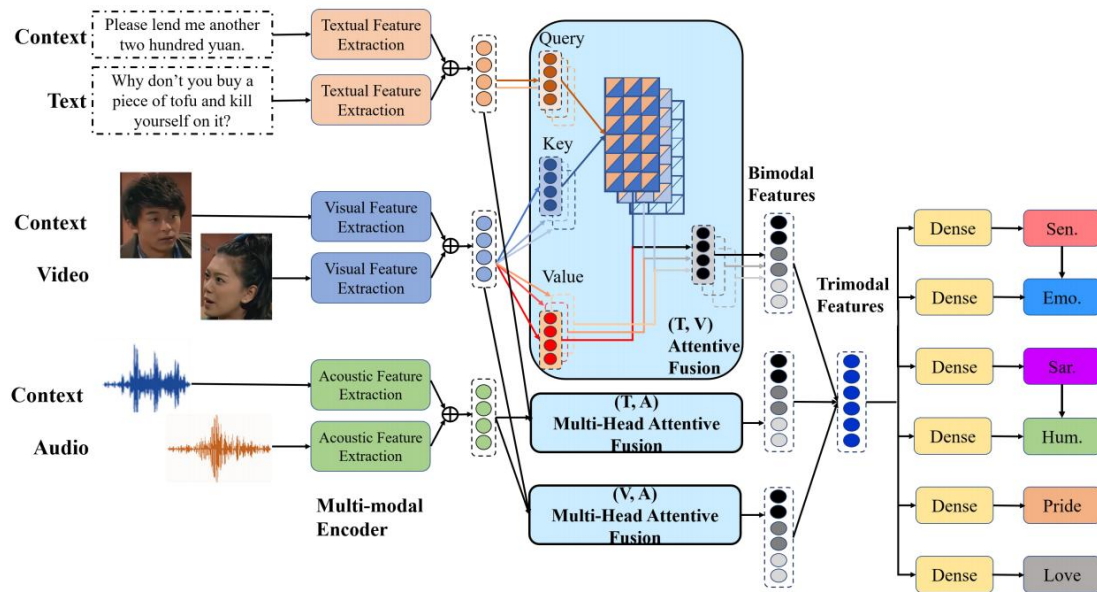 Context
Please lend me another
two hundred yuan.
Textual Feature
Extraction
Text
Why don’t you buy a
piece of tofu and kill
yourself on it?
Textual Feature
Extraction
Context
Video
Visual Feature
Extraction
Visual Feature
Extraction
Context
Audio
Acoustic Feature
Extraction
Acoustic Feature
Extraction
Multi-modal
Encoder
Query
Key
Value
(T, V)
Attentive
Fusion
(T, A)
Multi-Head Attentive
Fusion
(V, A)
Multi-Head Attentive
Fusion
Bimodal
Features
Trimodal
Features
Dense
Sen.
Dense
Emo.
Dense
Sar.
Dense
Hum.
Dense
Pride
Dense
Love